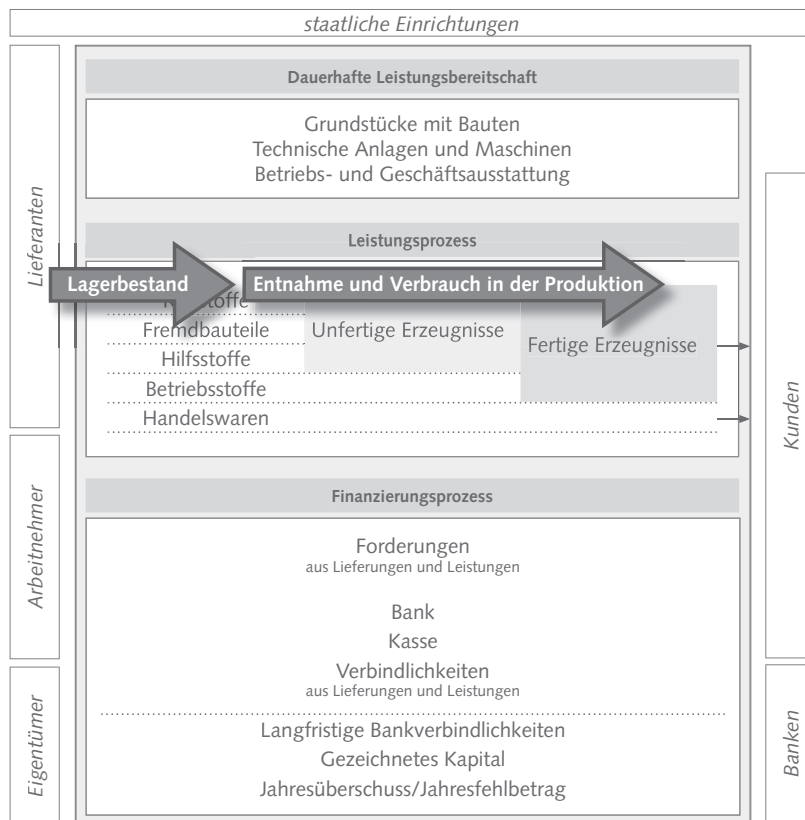 staatliche Einrichtungen
Lieferanten
Arbeitnehmer
Eigentümer
Dauerhafte Leistungsbereitschaft
Grundstücke mit Bauten
Technische Anlagen und Maschinen
Betriebs- und Geschäftsausstattung
Leistungsprozess
Lagerbestand
Entnahme und Verbrauch in der Produktion
Fremdbauteile
Hilfsstoffe
Betriebsstoffe
Handelswaren
Unfertige Erzeugnisse
Fertige Erzeugnisse
Finanzierungsprozess
Forderungen
aus Lieferungen und Leistungen
Bank
Kasse
Verbindlichkeiten
aus Lieferungen und Leistungen
Langfristige Bankverbindlichkeiten
Gezeichnetes Kapital
Jahresüberschuss/Jahresfehlbetrag
Kunden
Banken